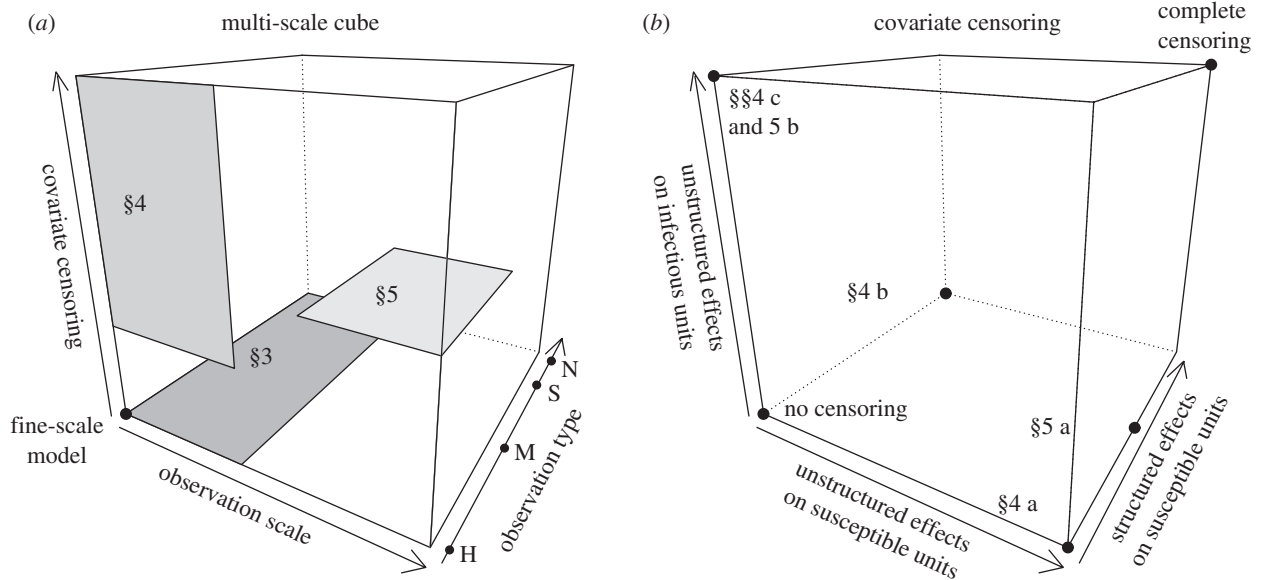 (a)
multi-scale cube
covariate censoring
§4
§5
§3
fine-scale
model
observation scale
observation type
N
S
M
H
(b)
covariate censoring
complete
censoring
§§4 c
and 5 b
unstructured effects
on infectious units
§4 b
no censoring
§5 a
§4 a
unstructured effects
on susceptible units
structured effects
on susceptible units